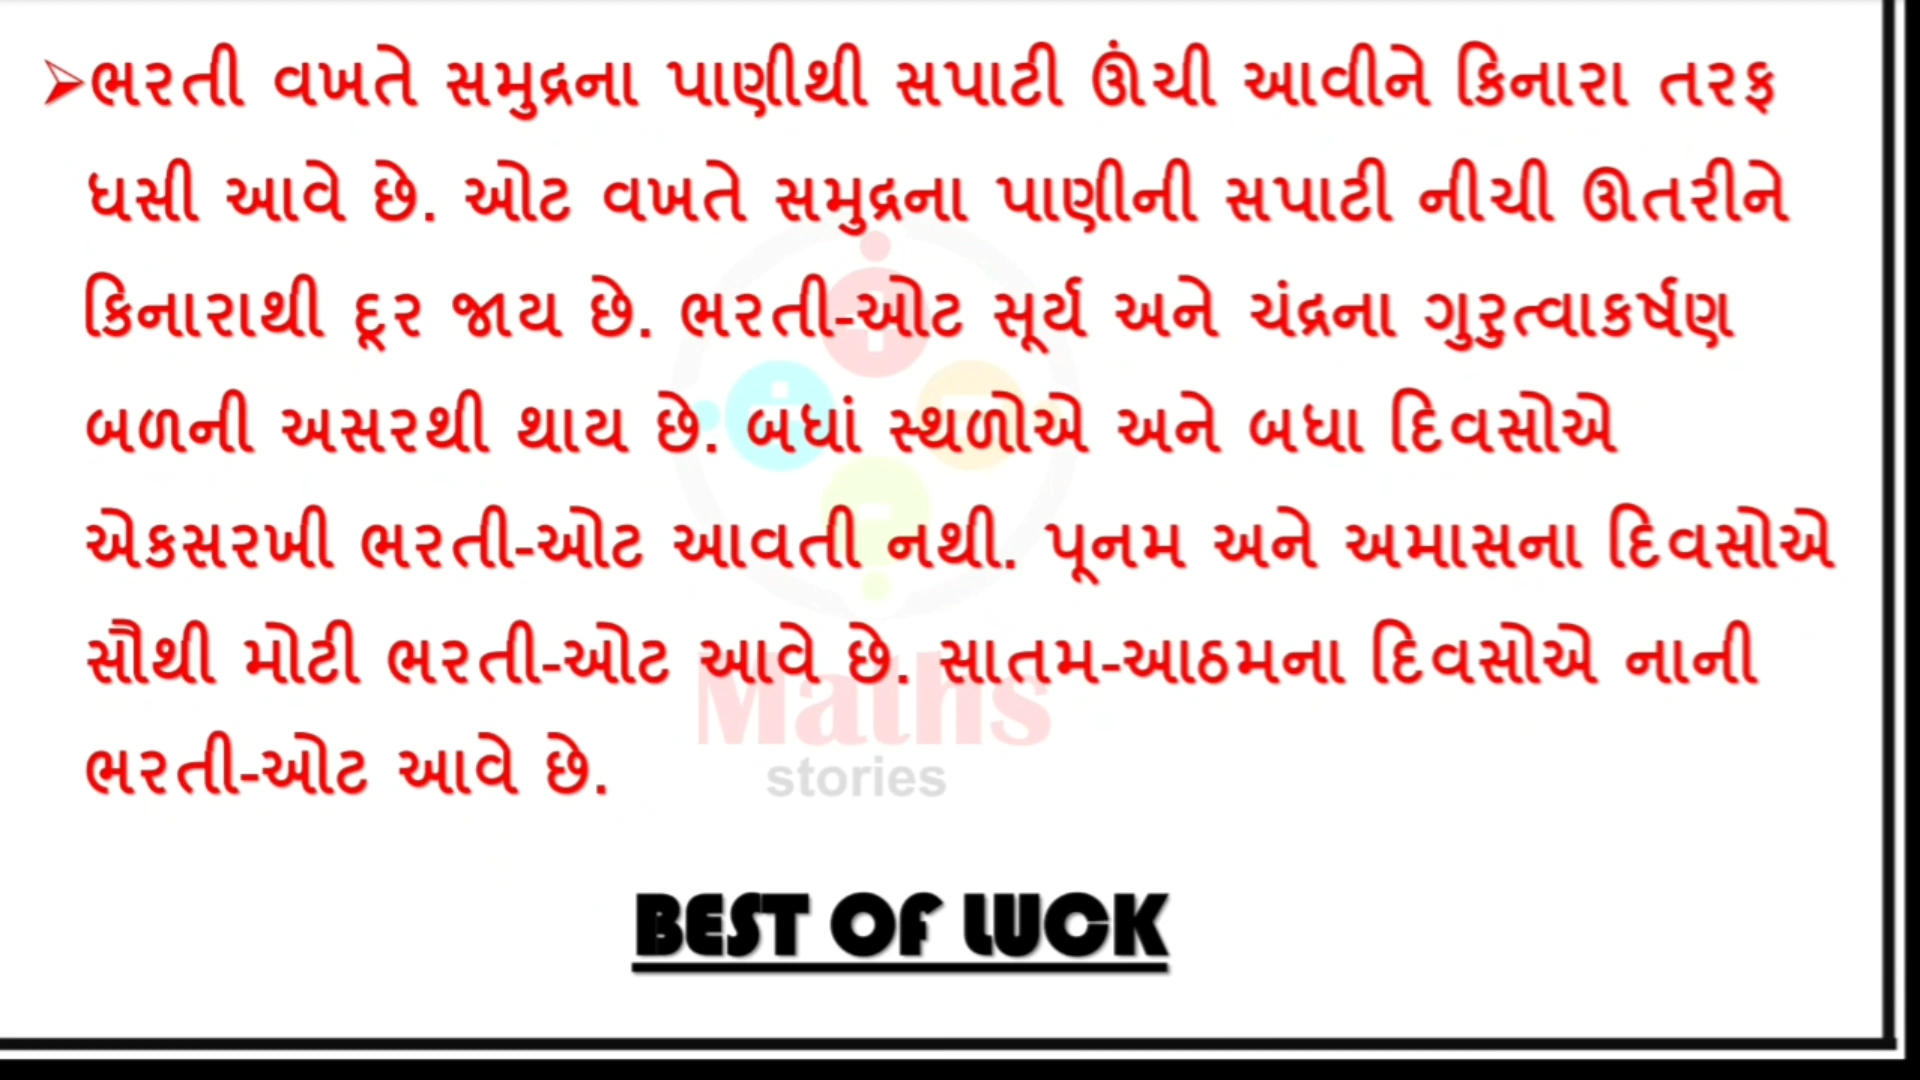 ➢ભરતી વખતે સમુદ્રના પાણીથી સપાટી ઊંચી આવીને કિનારા તરફ
ધસી આવે છે. ઓટ વખતે સમુદ્રના પાણીની સપાટી નીચી ઊતરીને
કિનારાથી દૂર જાય છે. ભરતી-ઓટ સૂર્ય અને ચંદ્રના ગુરુત્વાકર્ષણ
બળની અસરથી થાય છે. બધાં સ્થળોએ અને બધા દિવસોએ
એકસરખી ભરતી-ઓટ આવતી નથી. પૂનમ અને અમાસના દિવસોએ
સૌથી મોટી ભરતી-ઓટ આવે છે. સાતમ-આઠમના દિવસોએ નાની
ભરતી-ઓટ આવે છે.
Maths
stories
BEST OF LUCK